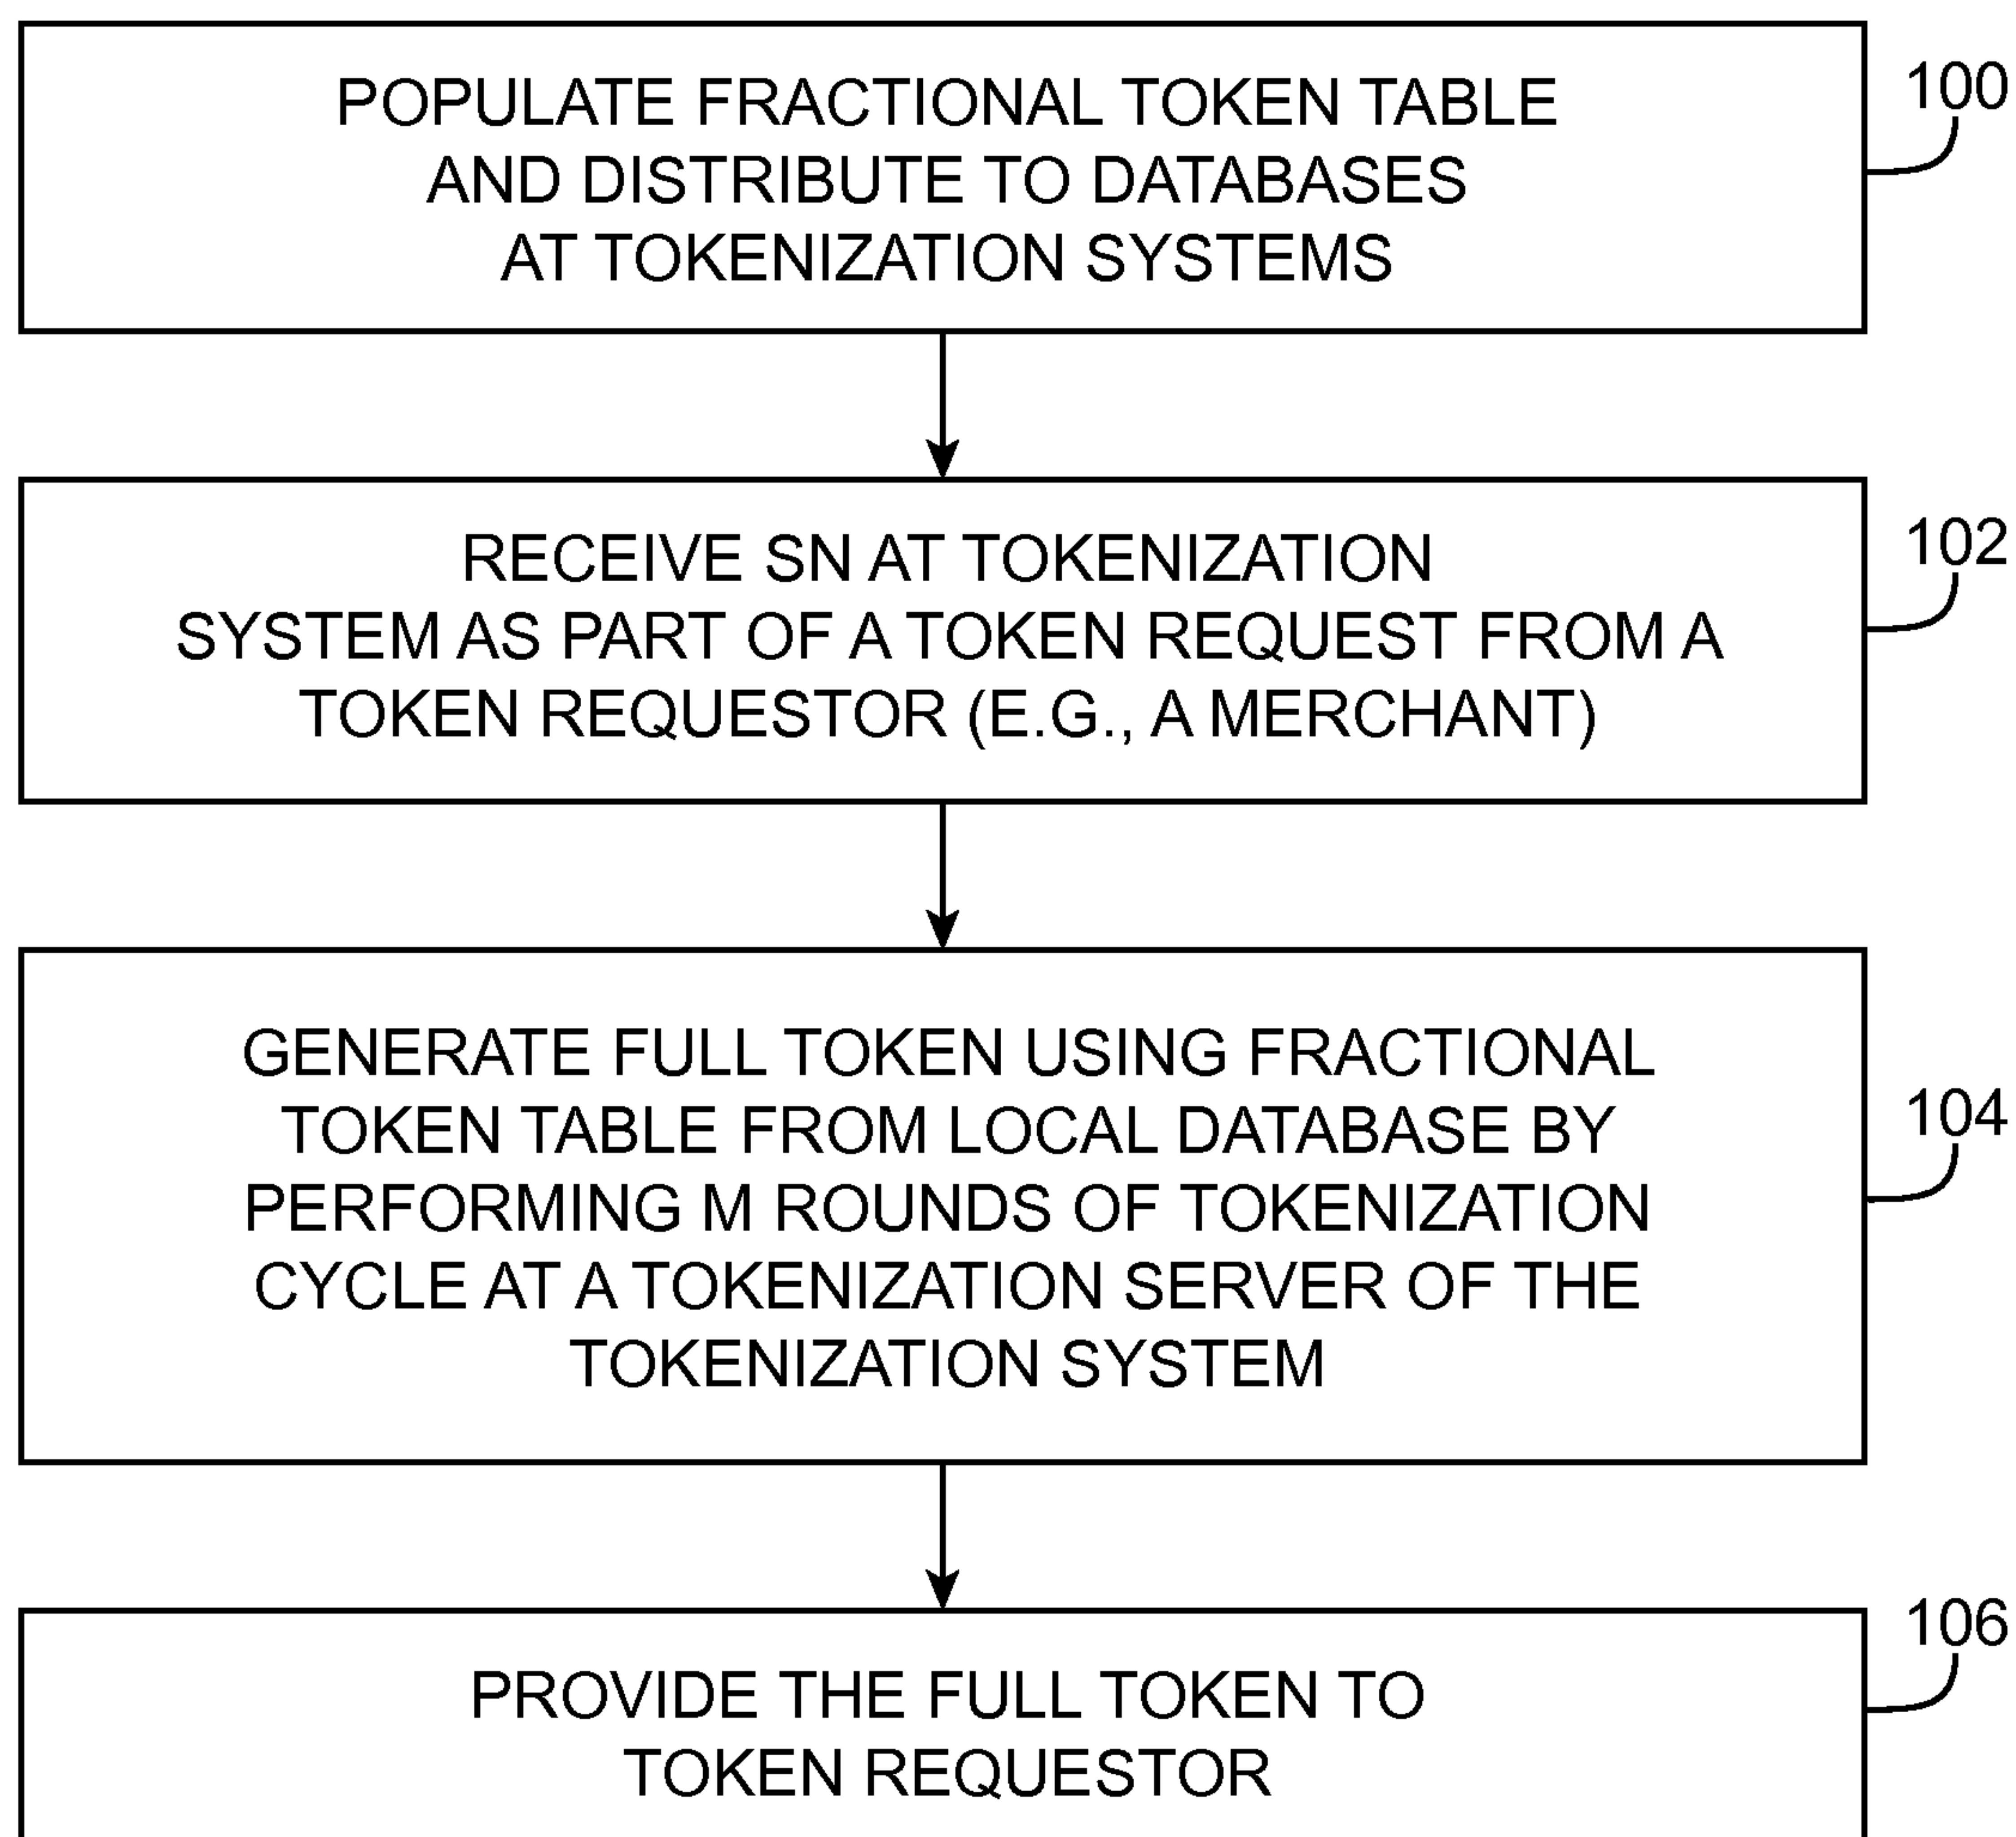 POPULATE FRACTIONAL TOKEN TABLE
AND DISTRIBUTE TO DATABASES
AT TOKENIZATION SYSTEMS
100
RECEIVE SN AT TOKENIZATION
SYSTEM AS PART OF A TOKEN REQUEST FROM A
TOKEN REQUESTOR (E.G., A MERCHANT)
102
GENERATE FULL TOKEN USING FRACTIONAL
TOKEN TABLE FROM LOCAL DATABASE BY
PERFORMING M ROUNDS OF TOKENIZATION
CYCLE AT A TOKENIZATION SERVER OF THE
TOKENIZATION SYSTEM
104
PROVIDE THE FULL TOKEN TO
TOKEN REQUESTOR
106